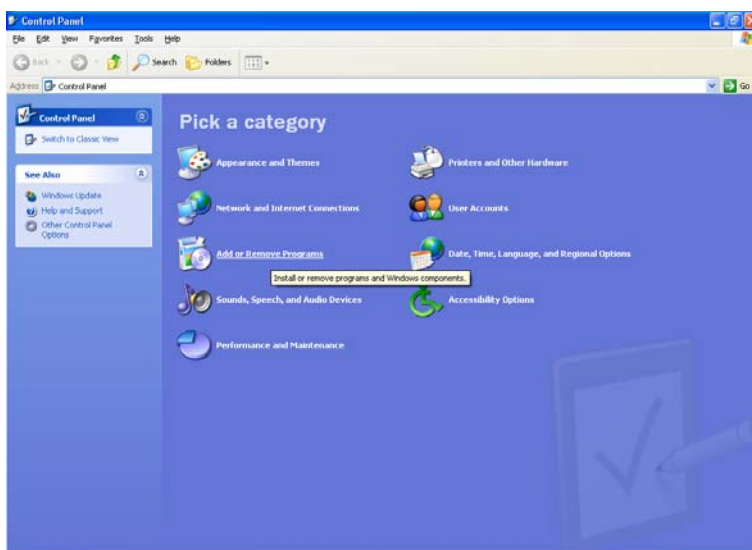 Control Panel
File Edit View Favorites Tools Help
Back Search Folders
Address Control Panel Go
Control Panel
Switch to Classic View
See Also
Windows Update
Help and Support
Other Control Panel
Options
Pick a category
Appearance and Themes
Printers and Other Hardware
Network and Internet Connections
User Accounts
Add or Remove Programs
Date, Time, Language, and Regional Options
Install or remove programs and Windows components.
Sounds, Speech, and Audio Devices
Accessibility Options
Performance and Maintenance